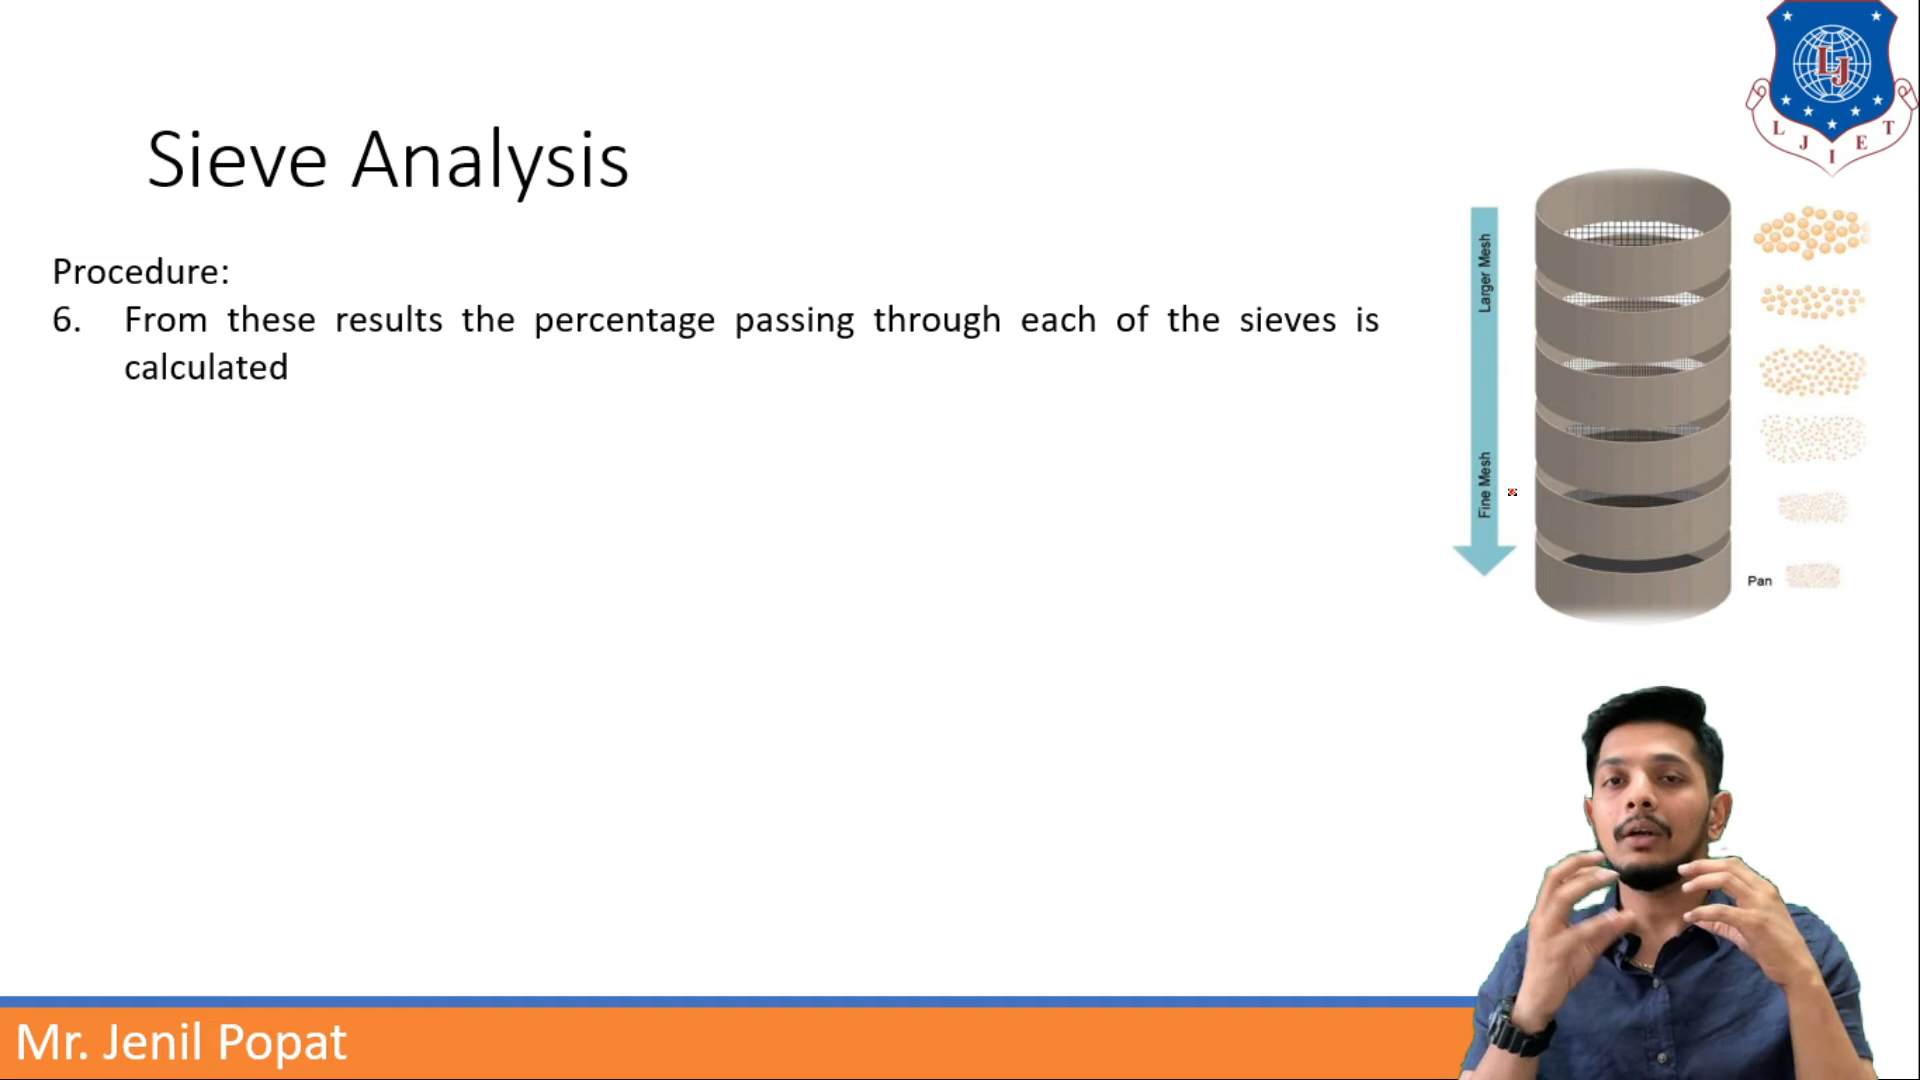 Sieve Analysis
Procedure:
6. From these results the percentage passing through each of the sieves is
calculated
Larger Mesh
Fine Mesh
Pan
LJ
L J I E T
Mr. Jenil Popat